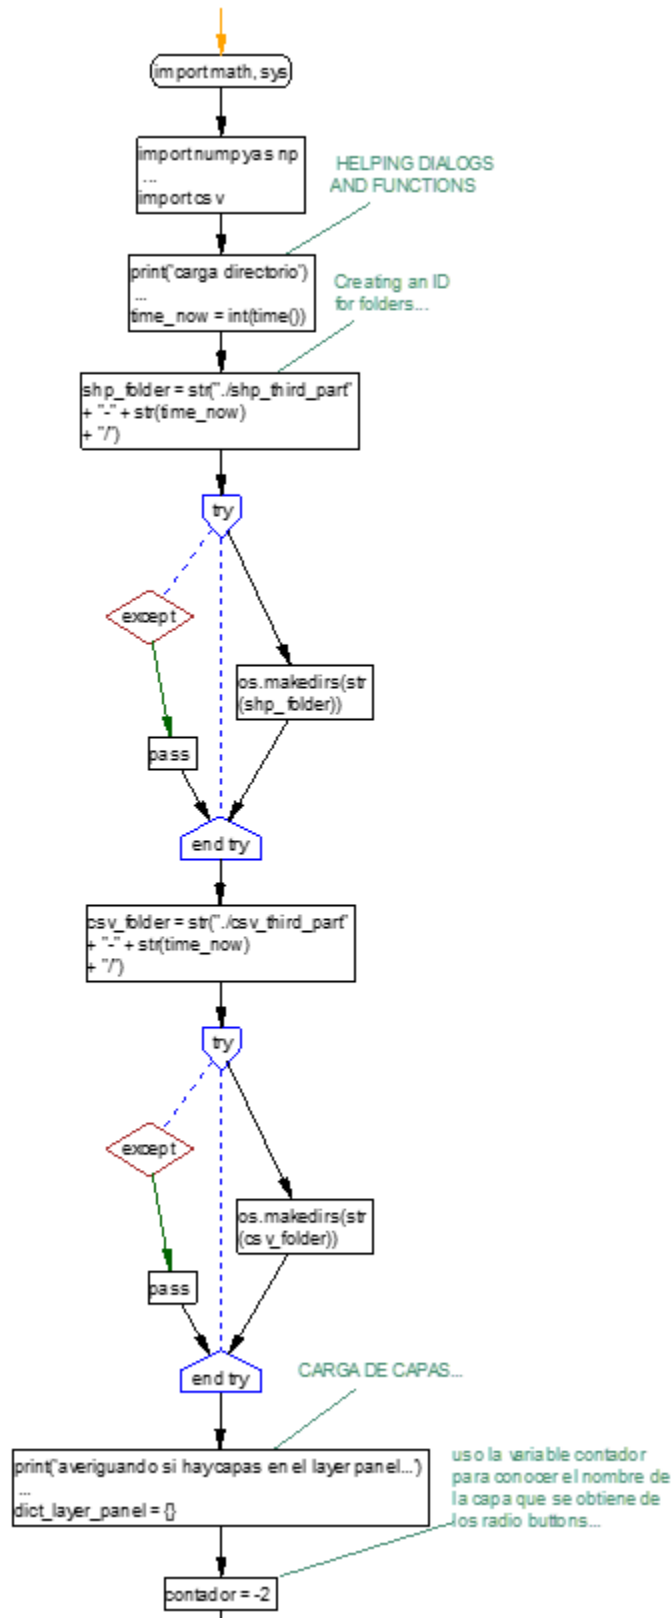 import math, sys
import numpy as np
...
import csv
HELPING DIALOGS
AND FUNCTIONS
print('carga directorio')
...
time_now = int(time())
Creating an ID
for folders...
shp_folder = str("./shp_third_part"
+ "-" + str(time_now)
+ "/")
try
except
os.makedirs(str
(shp_folder))
pass
end try
csv_folder = str("./csv_third_part"
+ "-" + str(time_now)
+ "/")
try
except
os.makedirs(str
(csv_folder))
pass
end try
CARGA DE CAPAS...
print('averiguando si hay capas en el layer panel...')
...
dict_layer_panel = {}
uso la variable contador
para conocer el nombre de
la capa que se obtiene de
los radio buttons...
contador = -2